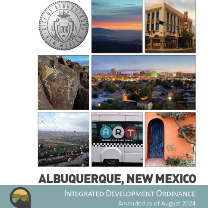 ART
ALBUQUERQUE, NEW MEXICO
INTEGRATED DEVELOPMENT ORDINANCE
Amended as of August 2024